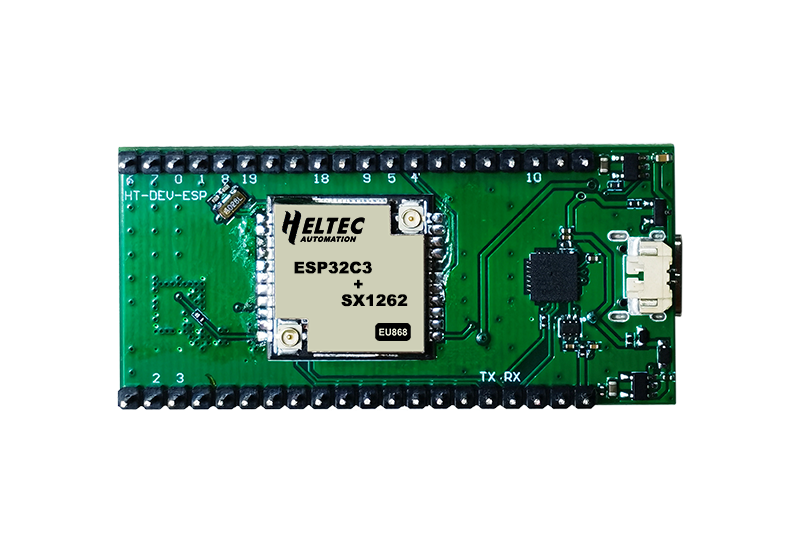 6 7 0 1 8 19 18 9 5 4 10
HT-DEV-ESP
HELTEC
AUTOMATION
ESP32C3
+
SX1262
EU868
2 3 TX RX